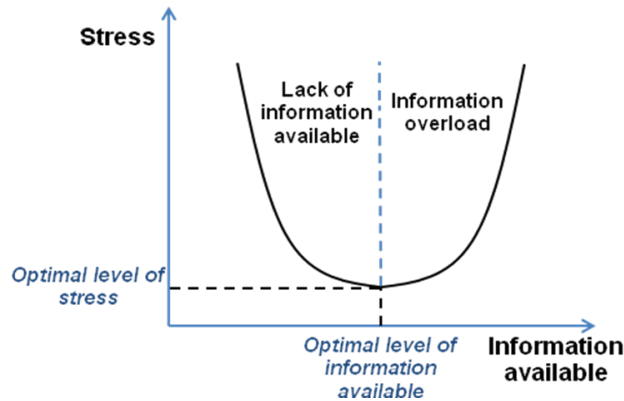 Stress
Lack of
information
available
Information
overload
Optimal level of
stress
Optimal level of
information
available
Information
available